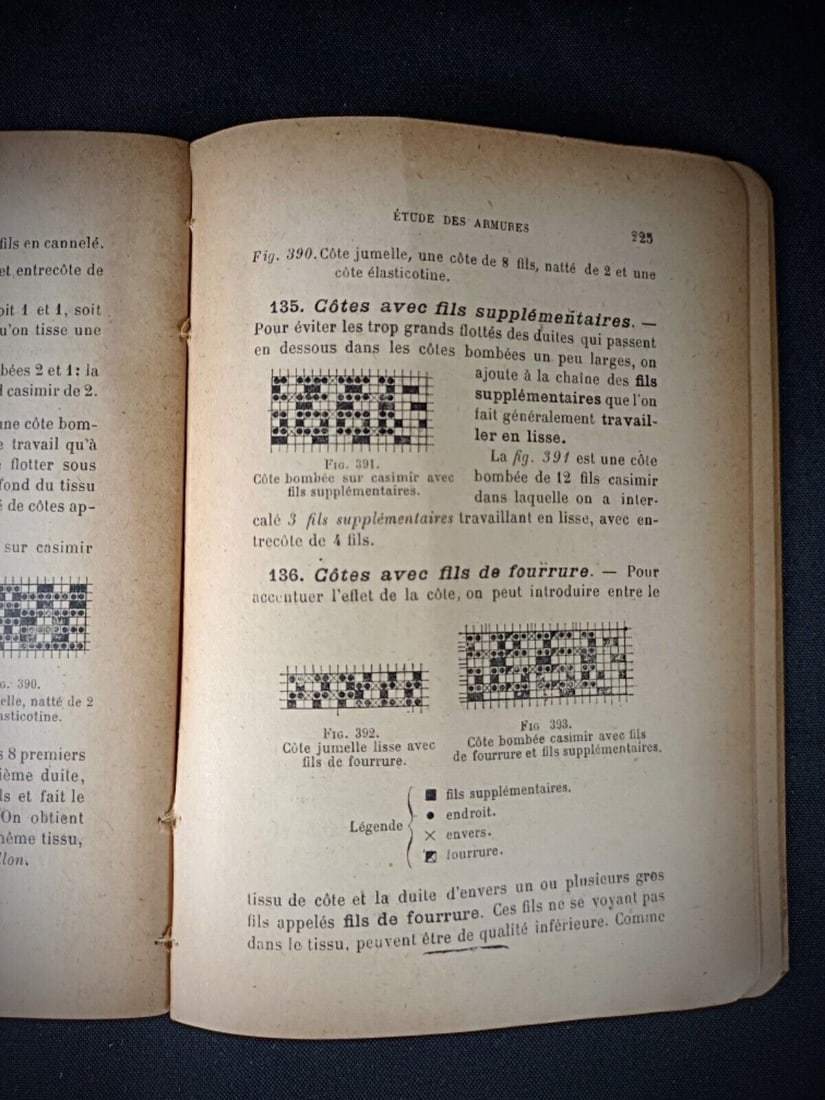 fils en cannelé.
et entrecôte de
oit 1 et 1, soit
u'on tisse une
bées 2 et 1: la
l casimir de 2.
une côte bom-
e travail qu'à
flotter sous
fond du tissu
é de côtes ap-
sur casimir
G. 390.
elle, natté de 2
asticotine.
s 8 premiers
ième duite,
ls et fait le
On obtient
même tissu,
llon.
ÉTUDE DES ARMURES
225
Fig. 390. Côte jumelle, une côte de 8 fils, natté de 2 et une
côte élasticotine.
135. Côtes avec fils supplémentaires. —
Pour éviter les trop grands flottés des duites qui passent
en dessous dans les côtes bombées un peu larges, on
ajoute à la chaîne des fils
supplémentaires que l'on
fait généralement travail-
ler en lisse.
La fig. 391 est une côte
bombée de 12 fils casimir
dans laquelle on a inter-
FIG. 391.
Côte bombée sur casimir avec
fils supplémentaires.
calé 3 fils supplémentaires travaillant en lisse, avec en-
trecôte de 4 fils.
136. Côtes avec fils de fourrure. — Pour
accentuer l'effet de la côte, on peut introduire entre le
FIG. 392.
Côte jumelle lisse avec
fils de fourrure.
FIG 393.
Côte bombée casimir avec fils
de fourrure et fils supplémentaires.
Légende
fils supplémentaires.
endroit.
envers.
fourrure.
tissu de côte et la duite d'envers un ou plusieurs gros
fils appelés fils de fourrure. Ces fils ne se voyant pas
dans le tissu, peuvent être de qualité inférieure. Comme